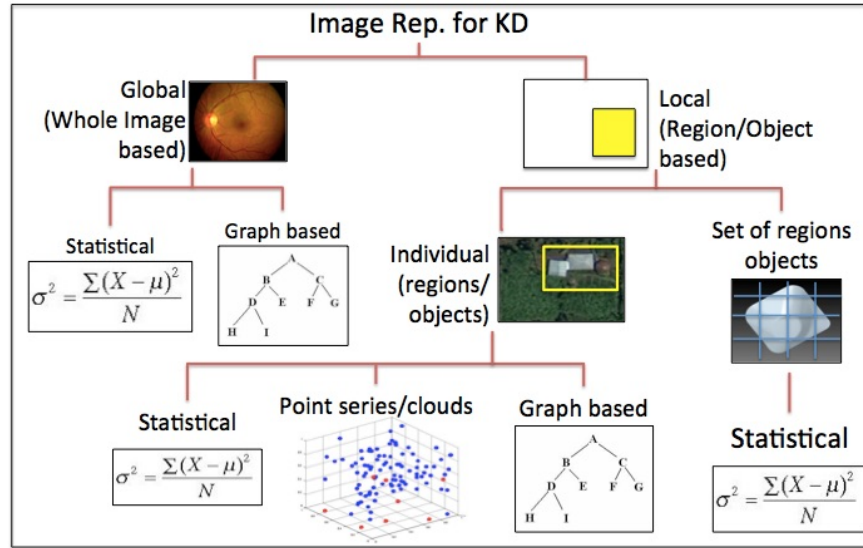 Image Rep. for KD
Global
(Whole Image
based)
Local
(Region/Object
based)
Statistical
σ² = Σ(X − μ)² / N
Graph based
A
B C
D E F G
H I
Individual
(regions/
objects)
Set of regions
objects
Statistical
σ² = Σ(X − μ)² / N
Point series/clouds
Graph based
A
B C
D E F G
H I
Statistical
σ² = Σ(X − μ)² / N